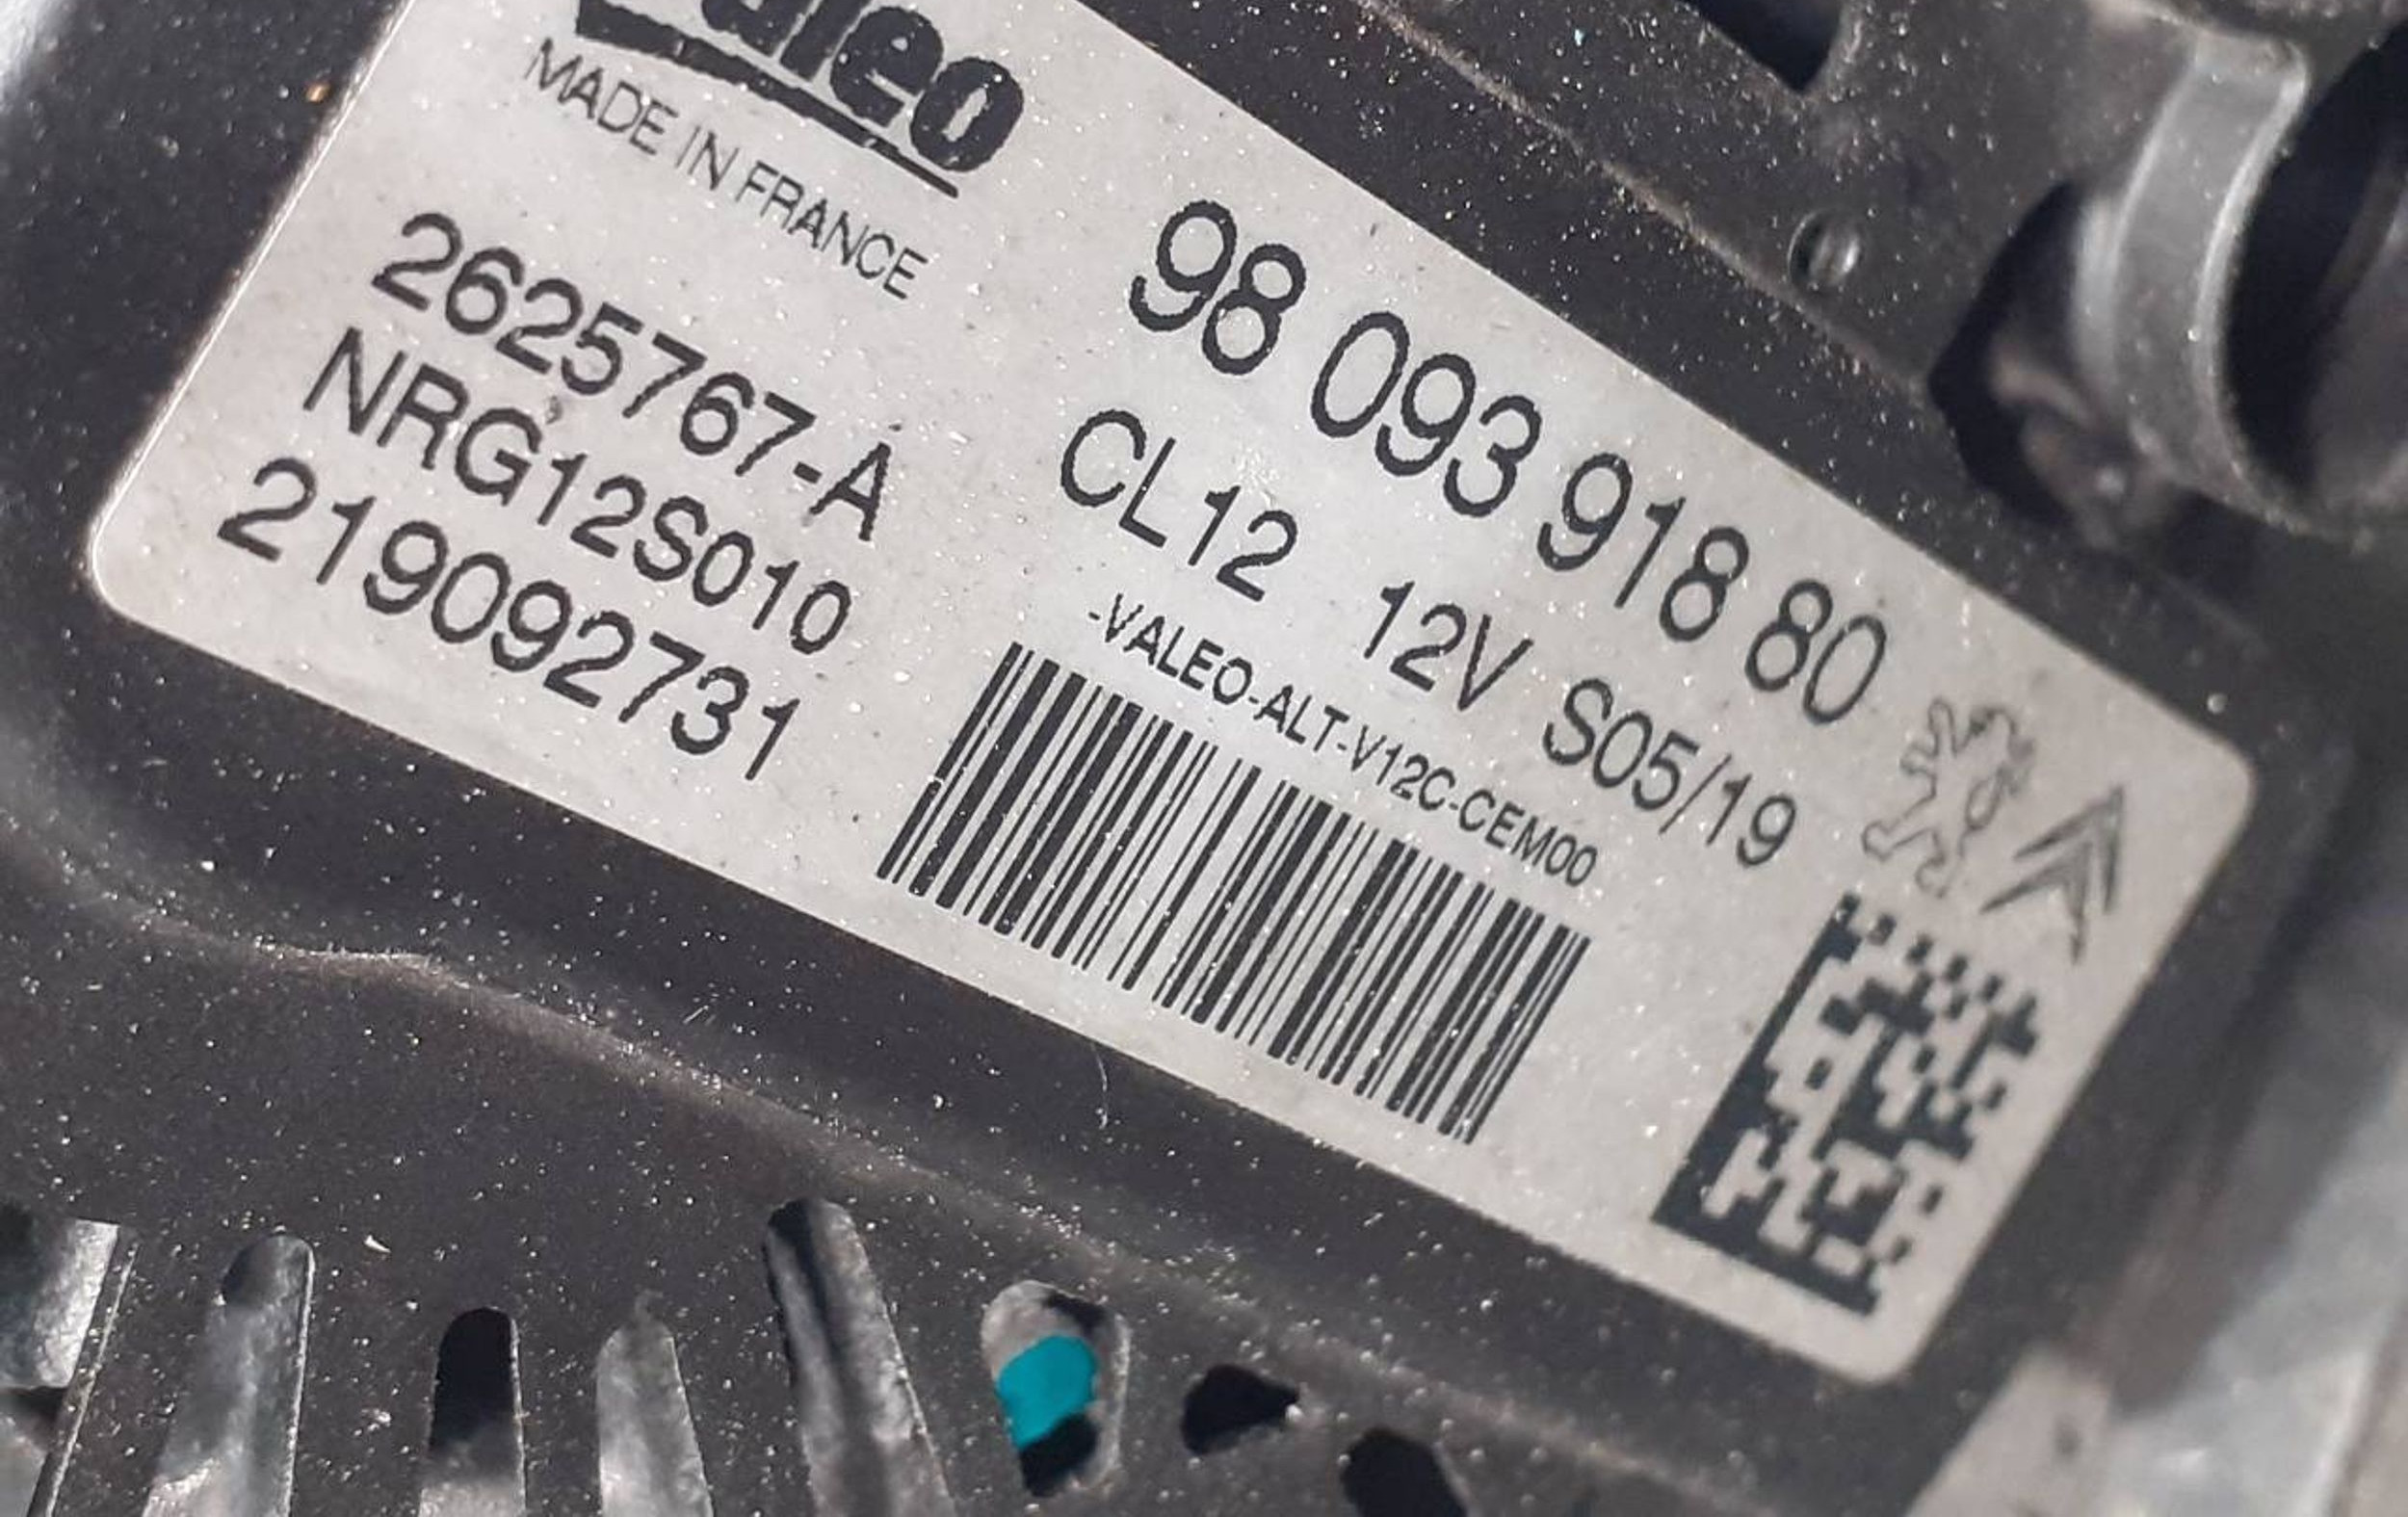 valeo
MADE IN FRANCE
2625767-A
NRG12S010
219092731
98 093 918 80
CL12 12V S05/19
-VALEO-ALT-V12C-CEM00